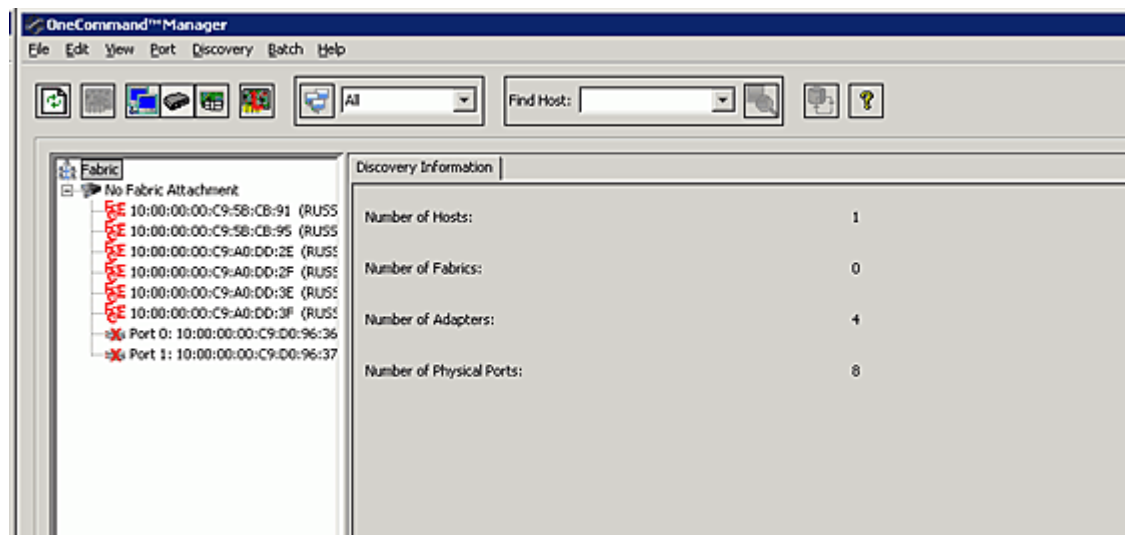 OneCommand™Manager
File Edit View Port Discovery Batch Help
All
Find Host:
Fabric
Discovery Information
No Fabric Attachment
10:00:00:00:C9:5B:CB:91 (RUSS
10:00:00:00:C9:5B:CB:95 (RUSS
10:00:00:00:C9:A0:DD:2E (RUSS
10:00:00:00:C9:A0:DD:2F (RUSS
10:00:00:00:C9:A0:DD:3E (RUSS
10:00:00:00:C9:A0:DD:3F (RUSS
Port 0: 10:00:00:00:C9:D0:96:36
Port 1: 10:00:00:00:C9:D0:96:37
Number of Hosts: 1
Number of Fabrics: 0
Number of Adapters: 4
Number of Physical Ports: 8